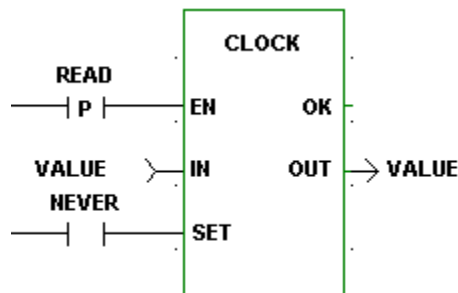 CLOCK
READ
P
EN
OK
VALUE
IN
OUT
VALUE
NEVER
SET